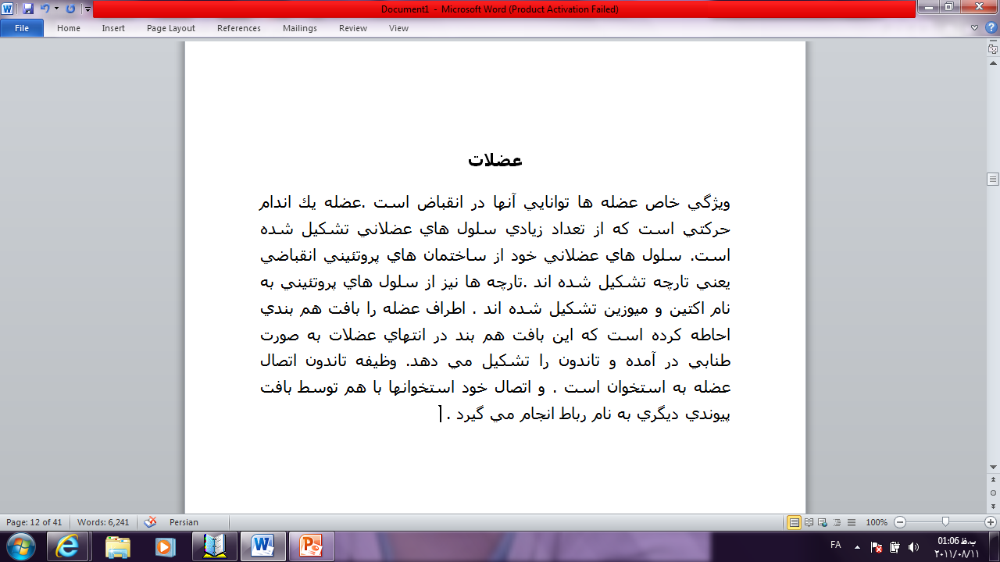 Document1 - Microsoft Word (Product Activation Failed)
File Home Insert Page Layout References Mailings Review View
عضلات
ويژگي خاص عضله ها توانايي آنها در انقباض است .عضله يك اندام
حركتي است كه از تعداد زيادي سلول هاي عضلاني تشكيل شده
است. سلول هاي عضلاني خود از ساختمان هاي پروتئيني انقباضي
يعني تارچه تشكيل شده اند .تارچه ها نيز از سلول هاي پروتئيني به
نام اكتين و ميوزين تشكيل شده اند . اطراف عضله را بافت هم بندي
احاطه كرده است كه اين بافت هم بند در انتهاي عضلات به صورت
طنابي در آمده و تاندون را تشكيل مي دهد. وظيفه تاندون اتصال
عضله به استخوان است . و اتصال خود استخوانها با هم توسط بافت
پيوندي ديگري به نام رباط انجام مي گيرد .
Page: 12 of 41 Words: 6,241 Persian 100%
FA 01:06 ب.ظ
٢٠١١/٠٨/١١